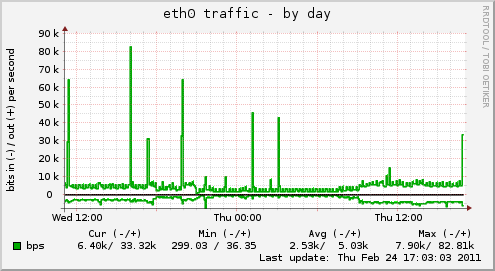 eth0 traffic - by day
RRDTOOL / TOBI OETIKER
bits in (-) / out (+) per second
90 k
80 k
70 k
60 k
50 k
40 k
30 k
20 k
10 k
0
Wed 12:00 Thu 00:00 Thu 12:00
Cur (-/+) Min (-/+) Avg (-/+) Max (-/+)
bps 6.40k/ 33.32k 299.03 / 36.35 2.53k/ 5.03k 7.90k/ 82.81k
Last update: Thu Feb 24 17:03:03 2011